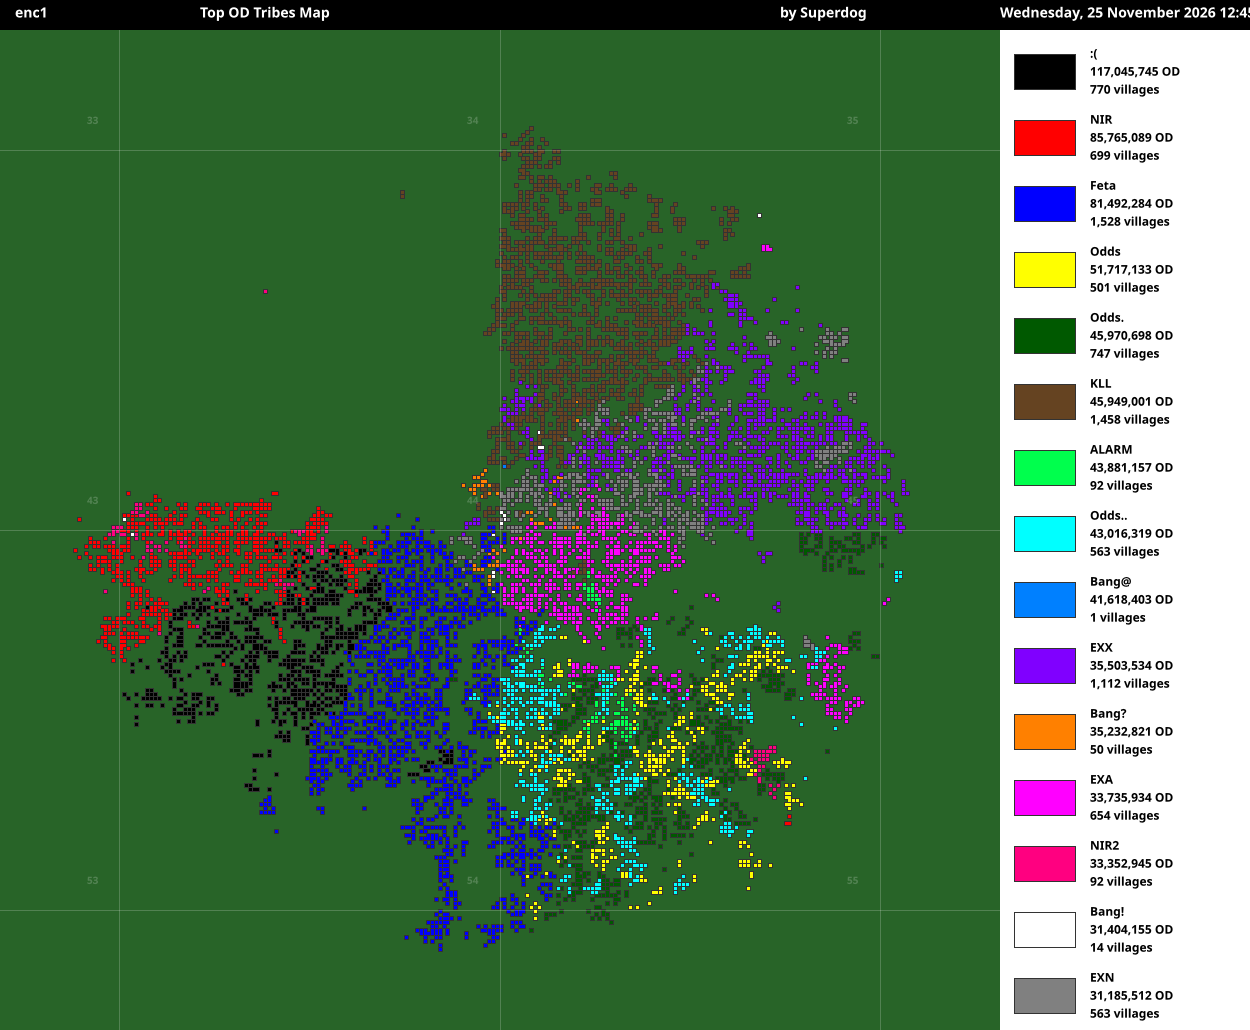 enc1 Top OD Tribes Map by Superdog Wednesday, 25 November 2026 12:45
:(
117,045,745 OD
770 villages
NIR
85,765,089 OD
699 villages
Feta
81,492,284 OD
1,528 villages
Odds
51,717,133 OD
501 villages
Odds.
45,970,698 OD
747 villages
KLL
45,949,001 OD
1,458 villages
ALARM
43,881,157 OD
92 villages
Odds..
43,016,319 OD
563 villages
Bang@
41,618,403 OD
1 villages
EXX
35,503,534 OD
1,112 villages
Bang?
35,232,821 OD
50 villages
EXA
33,735,934 OD
654 villages
NIR2
33,352,945 OD
92 villages
Bang!
31,404,155 OD
14 villages
EXN
31,185,512 OD
563 villages
33 34 35
43 44
53 54 55